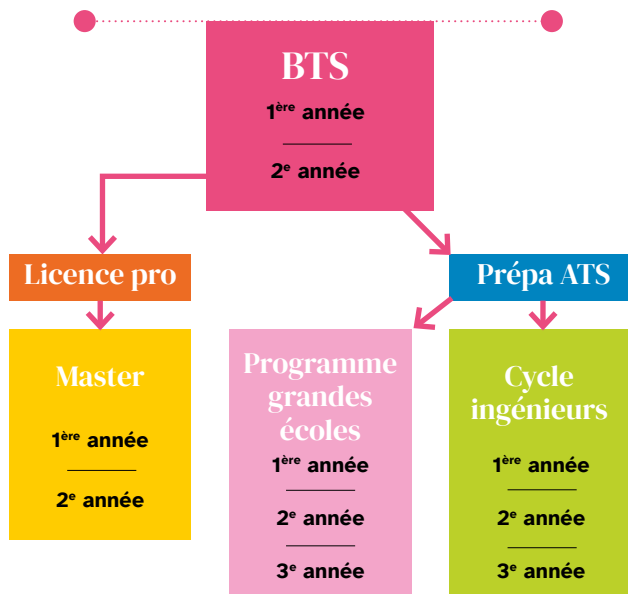 BTS
1ère année
2e année
Licence pro
Prépa ATS
Master
1ère année
2e année
Programme
grandes
écoles
1ère année
2e année
3e année
Cycle
ingénieurs
1ère année
2e année
3e année